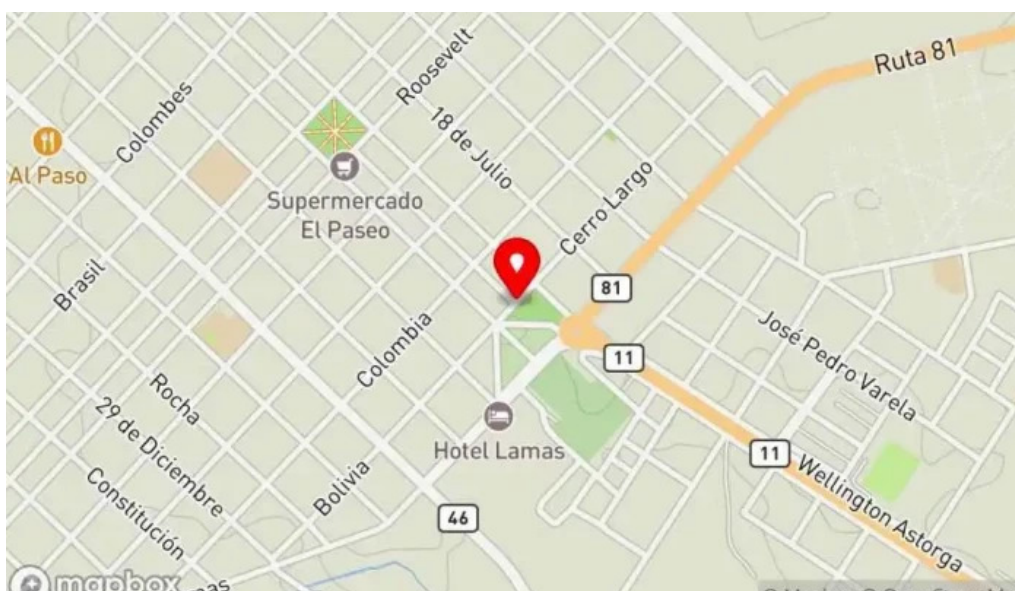 Ruta 81
Roosevelt
Colombes
18 de Julio
Al Paso
Supermercado
El Paseo
Cerro Largo
Brasil
81
Colombia
11
José Pedro Varela
Rocha
29 de Diciembre
Hotel Lamas
11
Bolivia
Wellington Astorga
Constitución
46
mapbox